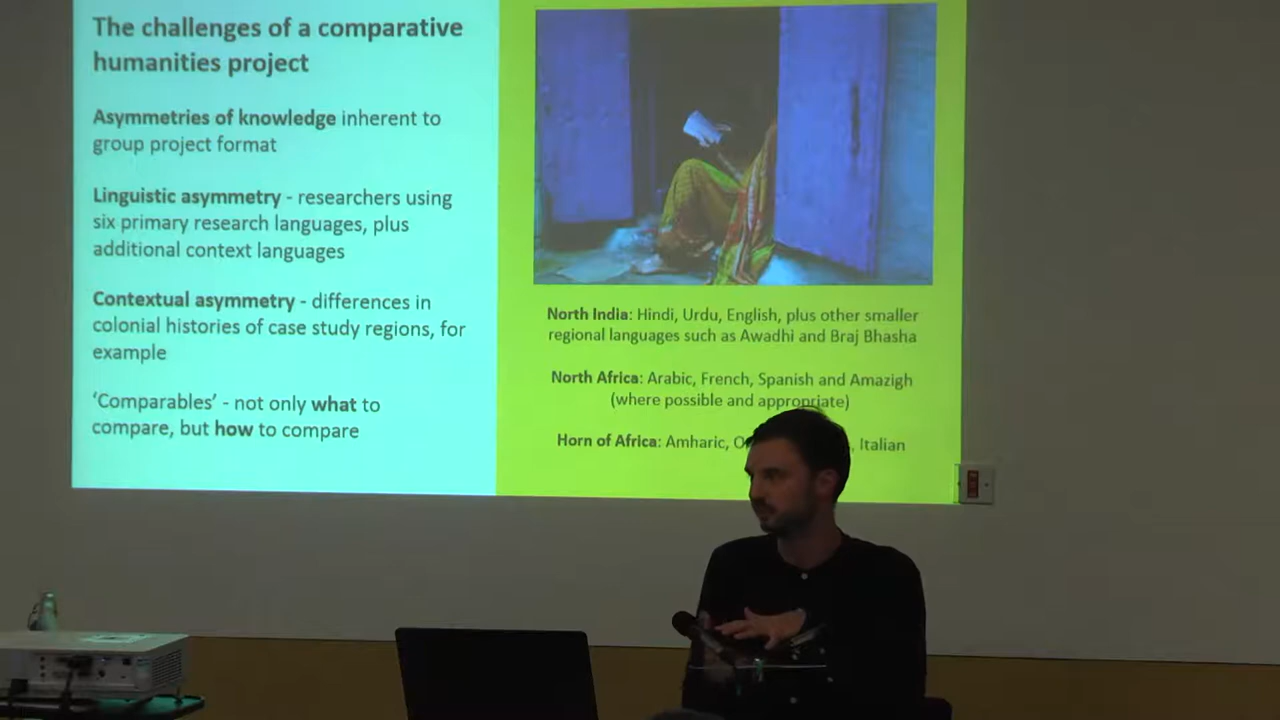 The challenges of a comparative
humanities project
Asymmetries of knowledge inherent to
group project format
Linguistic asymmetry - researchers using
six primary research languages, plus
additional context languages
Contextual asymmetry - differences in
colonial histories of case study regions, for
example
‘Comparables’ - not only what to
compare, but how to compare
North India: Hindi, Urdu, English, plus other smaller
regional languages such as Awadhi and Braj Bhasha
North Africa: Arabic, French, Spanish and Amazigh
(where possible and appropriate)
Horn of Africa: Amharic, Italian